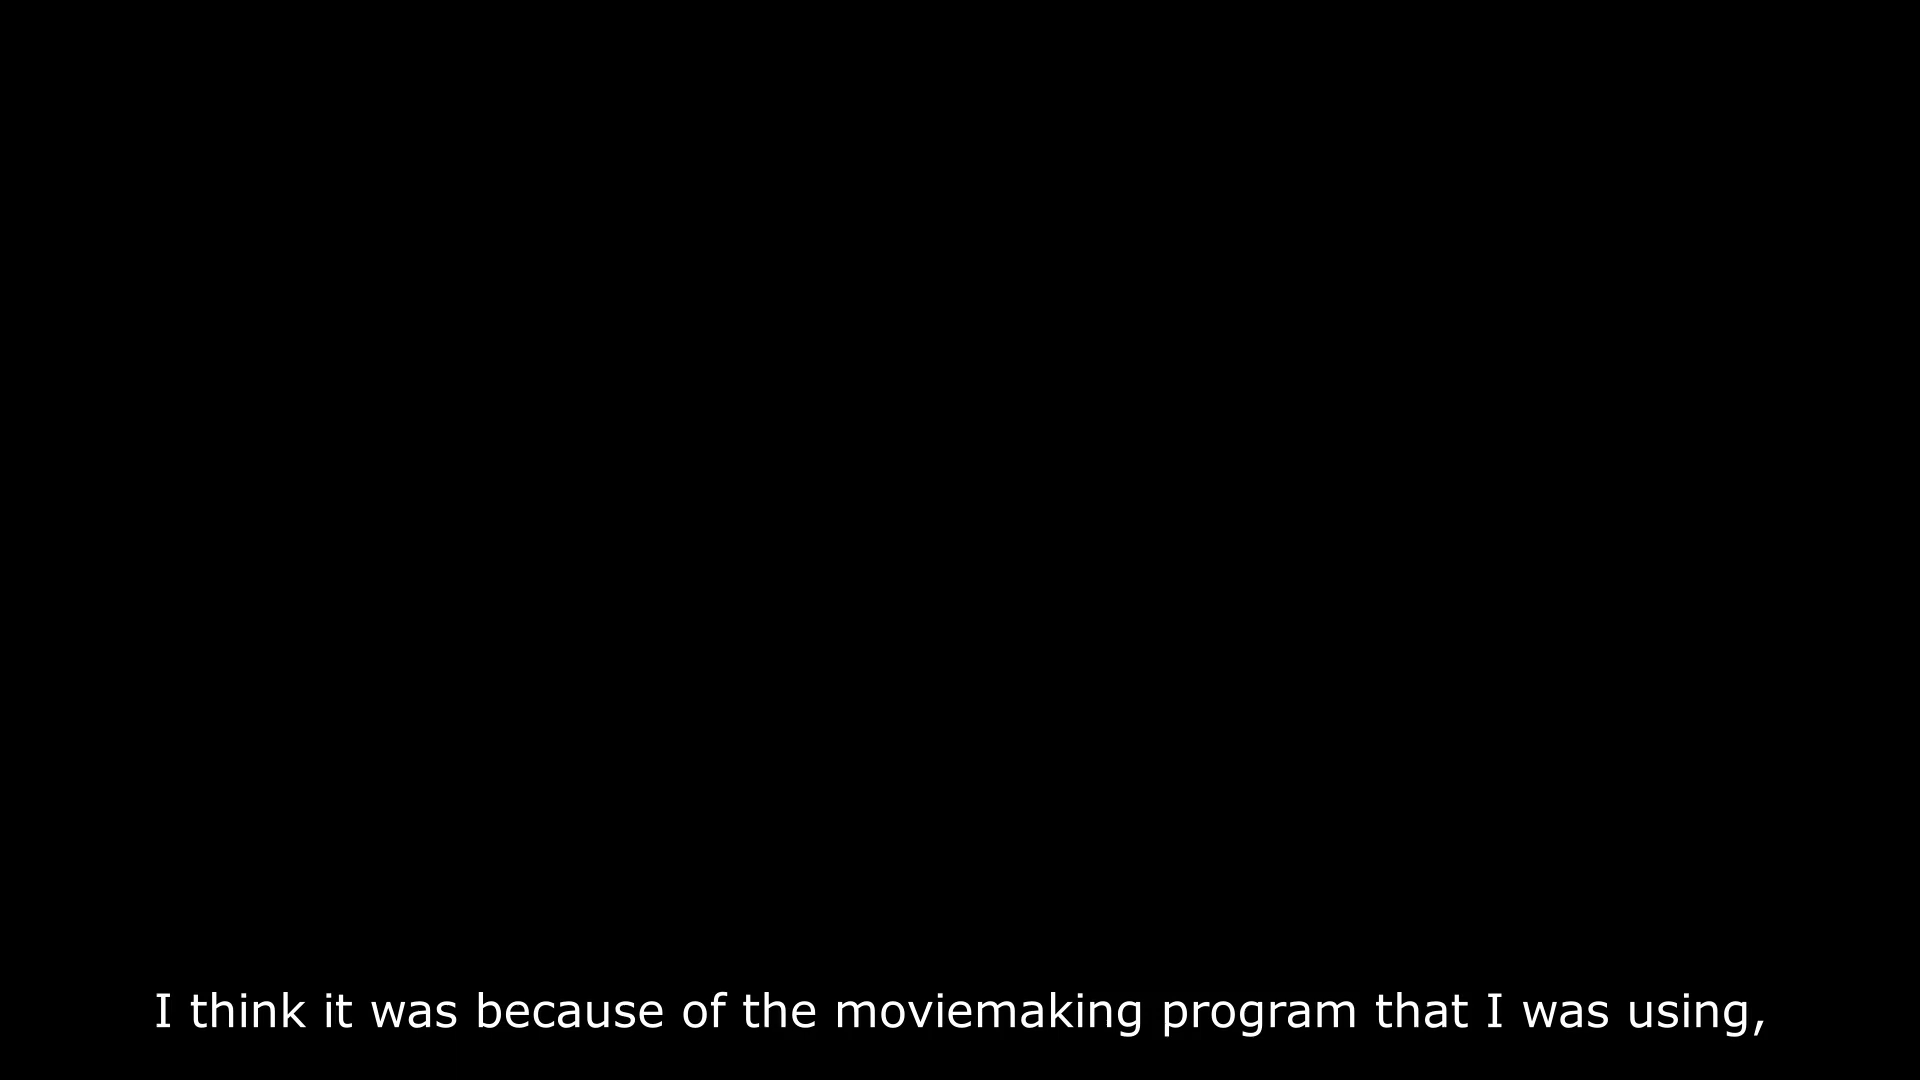 I think it was because of the moviemaking program that I was using,